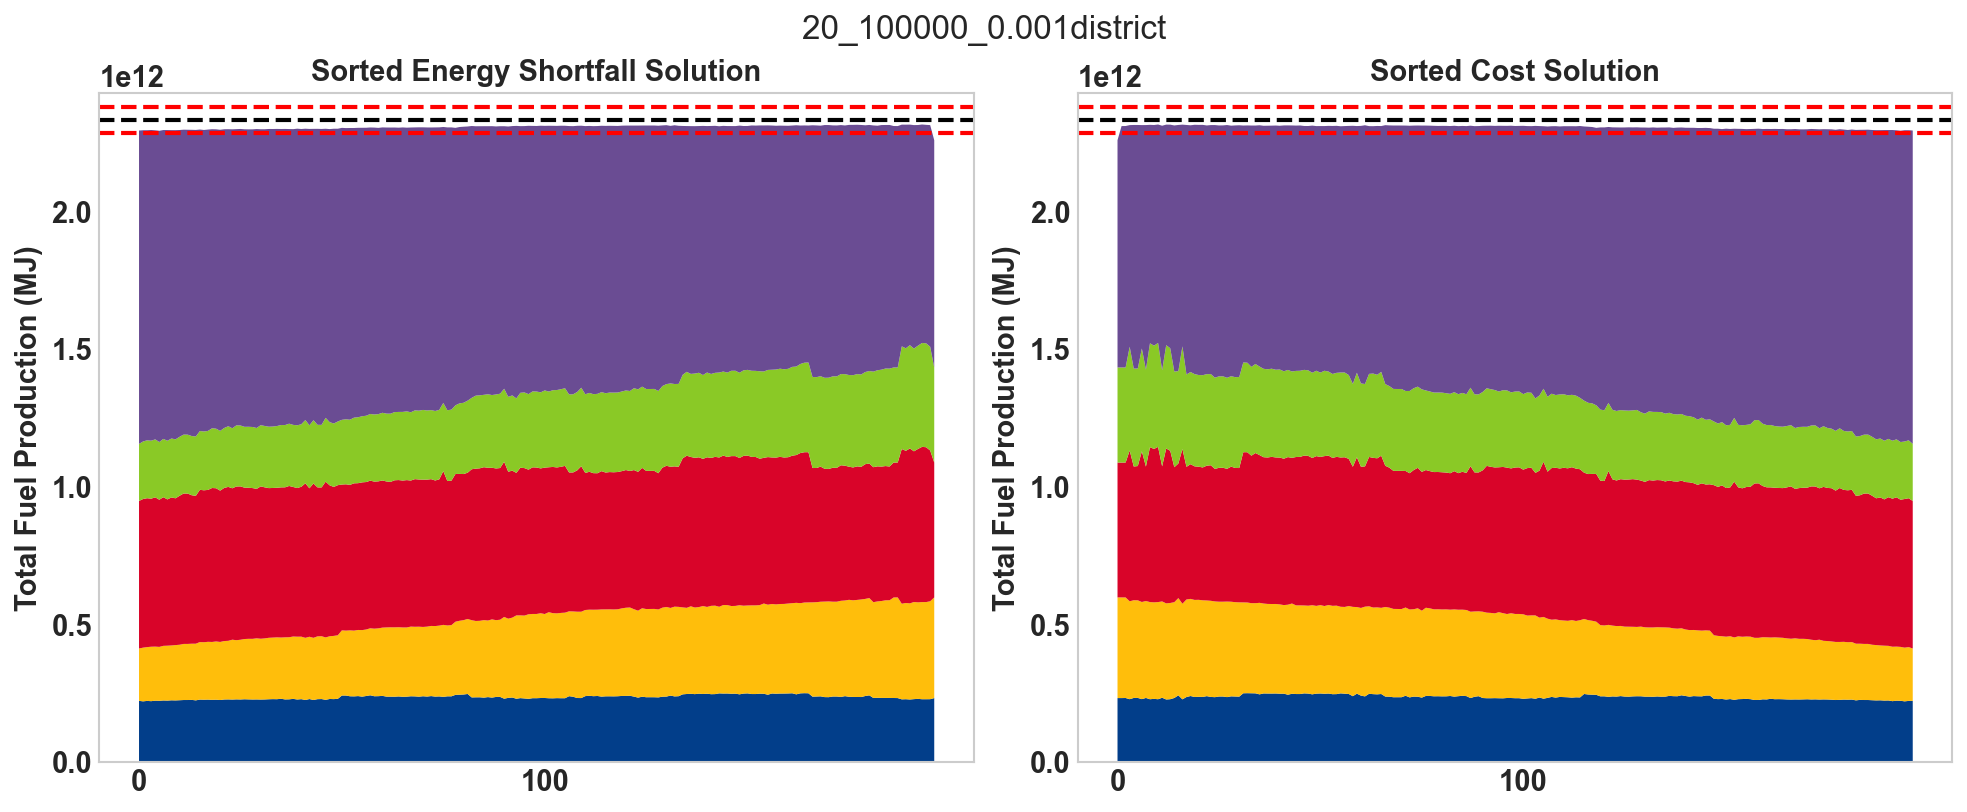 20_100000_0.001district
Sorted Energy Shortfall Solution
1e12
Total Fuel Production (MJ)
2.0
1.5
1.0
0.5
0.0
0
100
Sorted Cost Solution
1e12
Total Fuel Production (MJ)
2.0
1.5
1.0
0.5
0.0
0
100